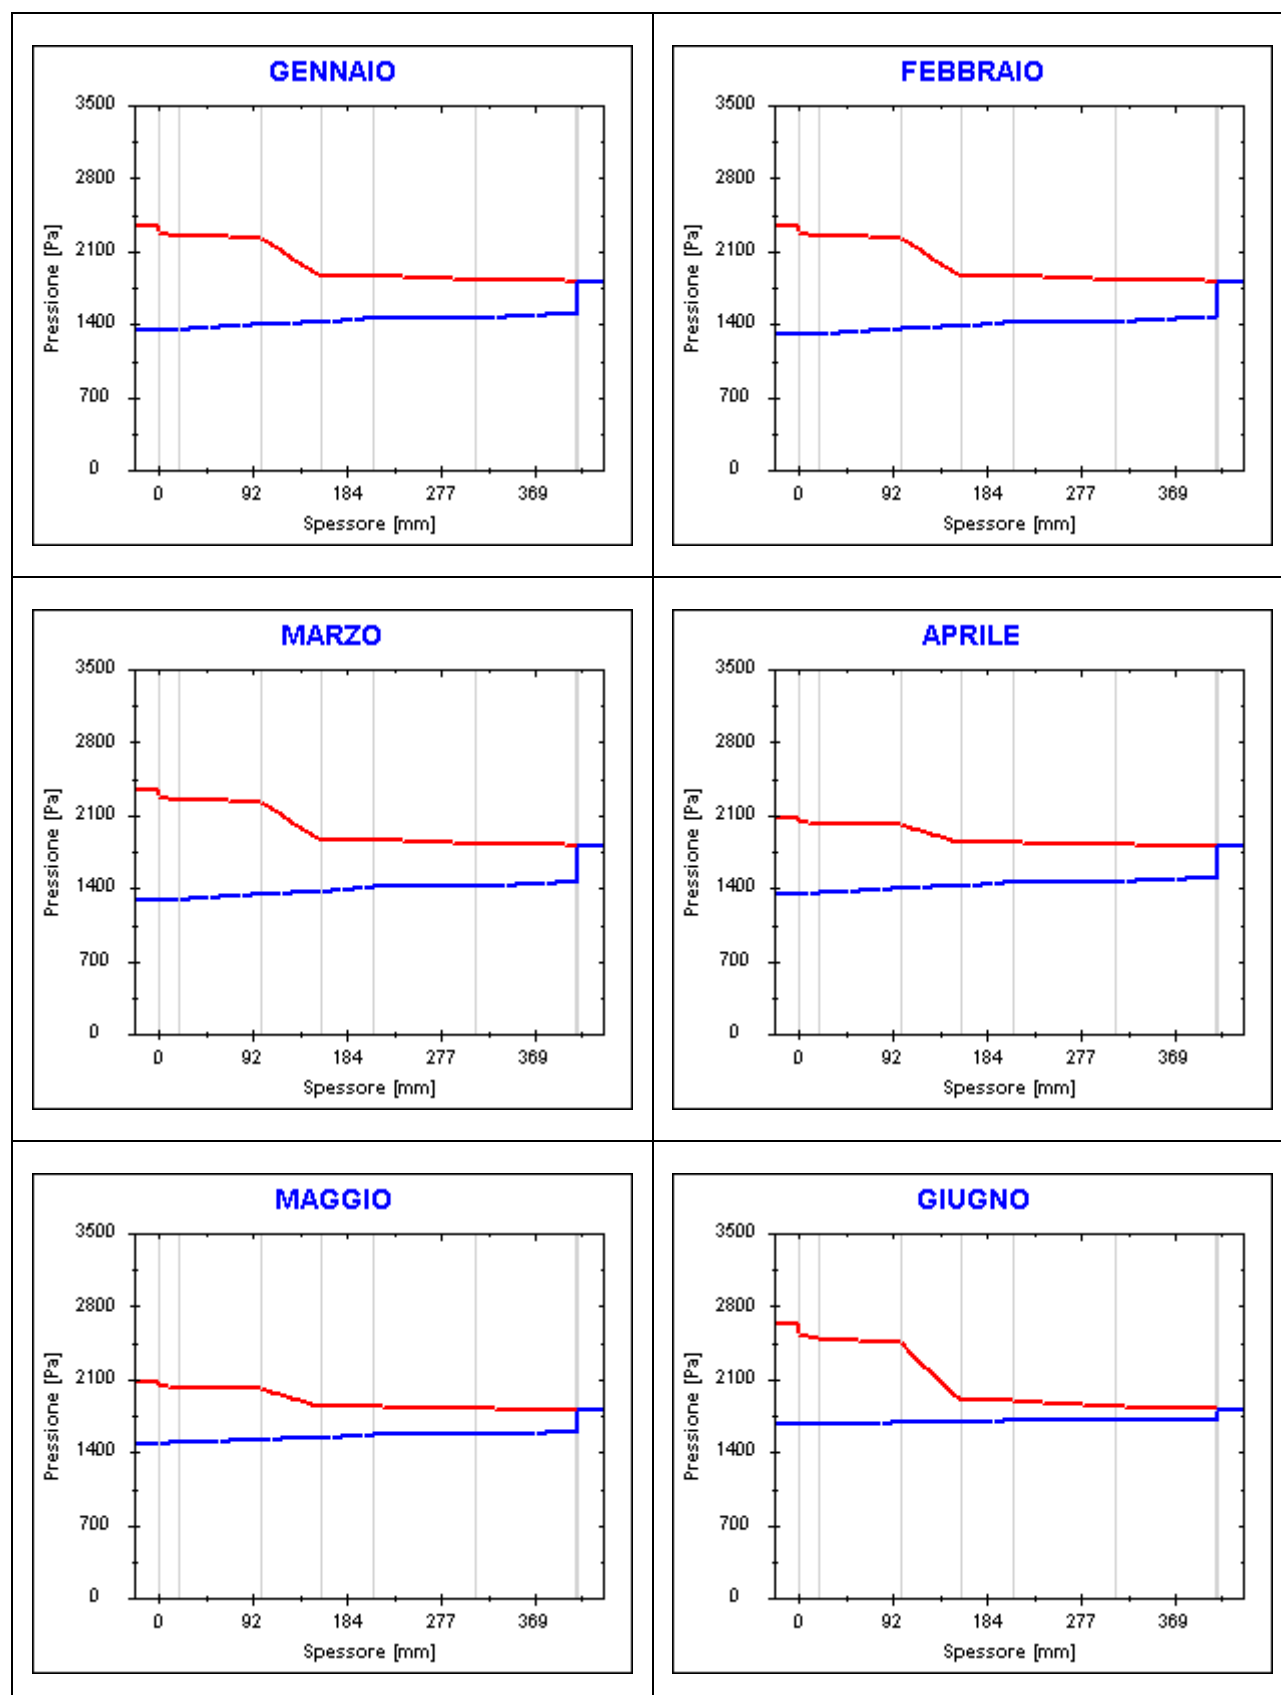 GENNAIO
3500
2800
2100
1400
700
0
Pressione [Pa]
0 92 184 277 369
Spessore [mm]
FEBBRAIO
3500
2800
2100
1400
700
0
Pressione [Pa]
0 92 184 277 369
Spessore [mm]
MARZO
3500
2800
2100
1400
700
0
Pressione [Pa]
0 92 184 277 369
Spessore [mm]
APRILE
3500
2800
2100
1400
700
0
Pressione [Pa]
0 92 184 277 369
Spessore [mm]
MAGGIO
3500
2800
2100
1400
700
0
Pressione [Pa]
0 92 184 277 369
Spessore [mm]
GIUGNO
3500
2800
2100
1400
700
0
Pressione [Pa]
0 92 184 277 369
Spessore [mm]